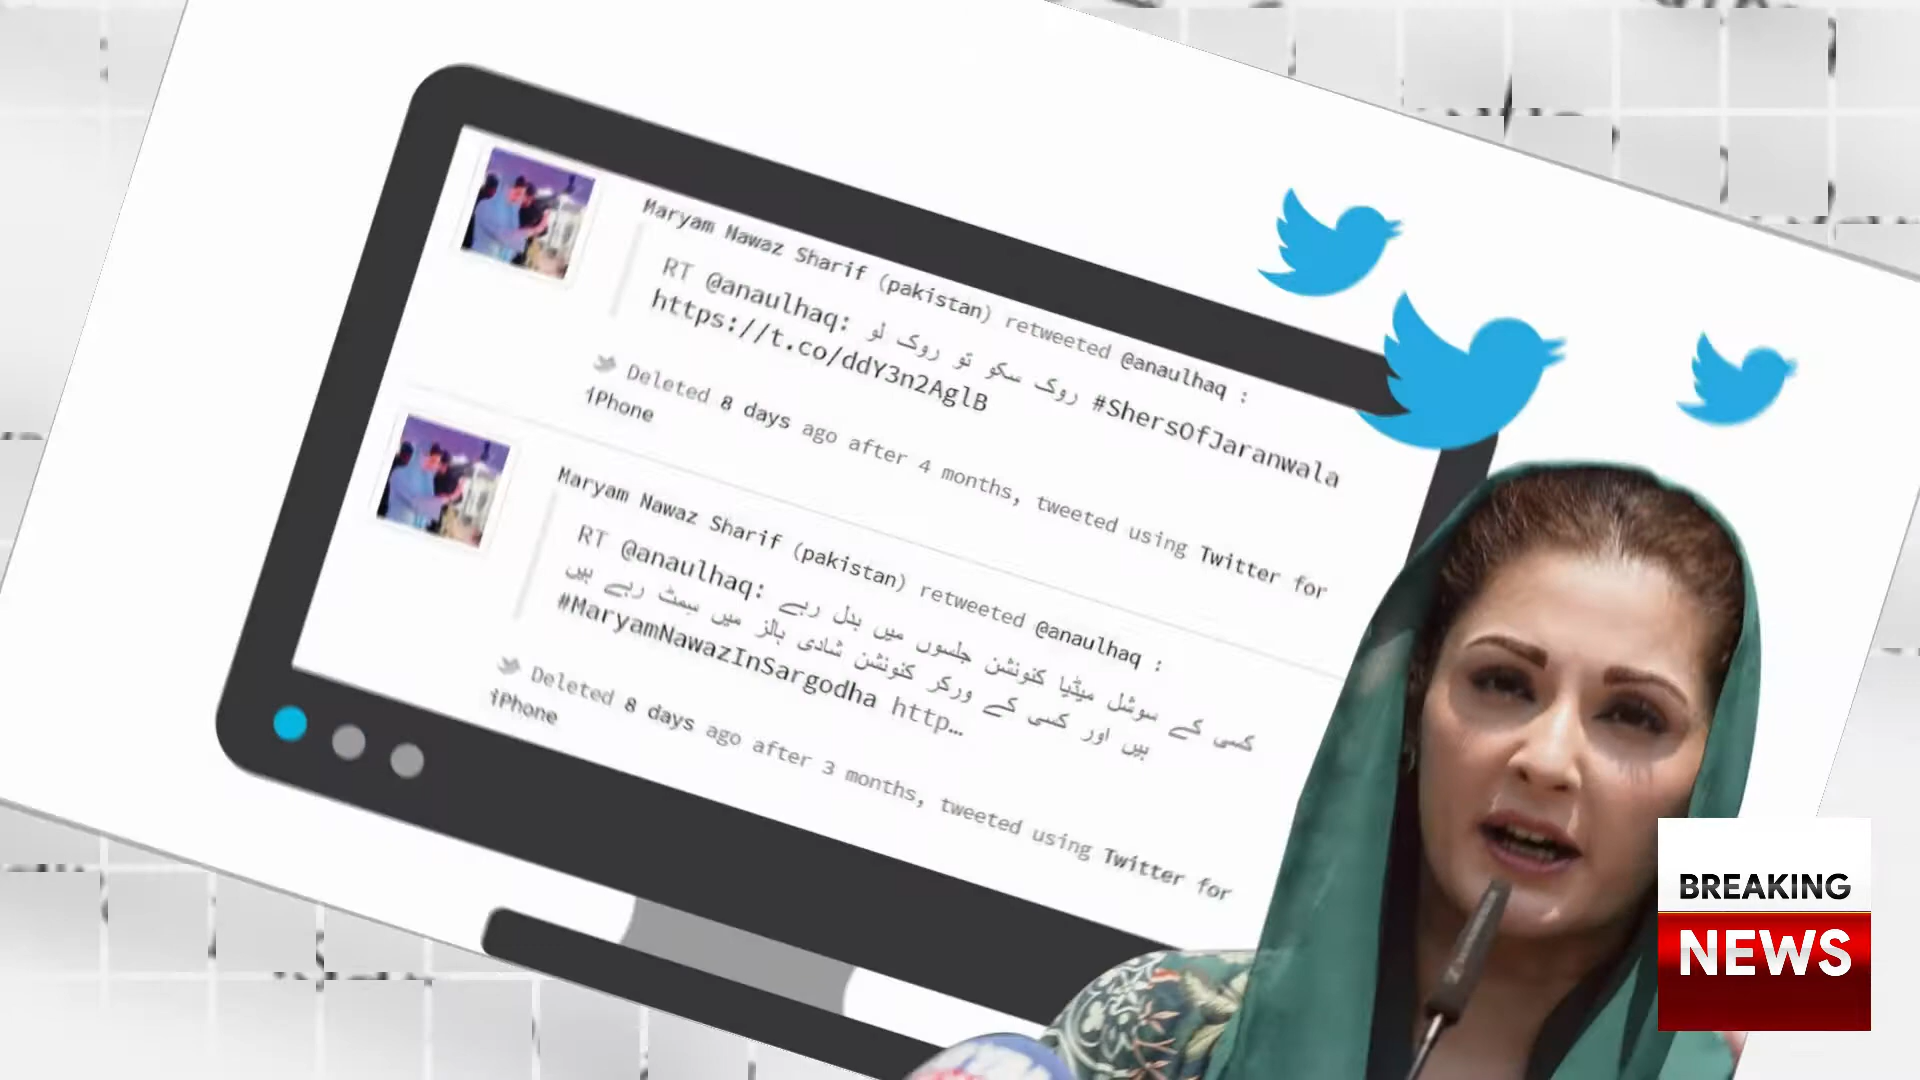 Maryam Nawaz Sharif (pakistan) retweeted @anaulhaq :
RT @anaulhaq: روک سکو تو روک لو #ShersOfJaranwala
https://t.co/ddY3n2AglB
Deleted 8 days ago after 4 months, tweeted using Twitter for
iPhone
Maryam Nawaz Sharif (pakistan) retweeted @anaulhaq :
RT @anaulhaq: کسی کے سوشل میڈیا کنونشن جلسوں میں بدل رہے
ہیں اور کسی کے ورکر کنونشن شادی ہالز میں سمٹ رہے ہیں
#MaryamNawazInSargodha http…
Deleted 8 days ago after 3 months, tweeted using Twitter for
iPhone
BREAKING
NEWS